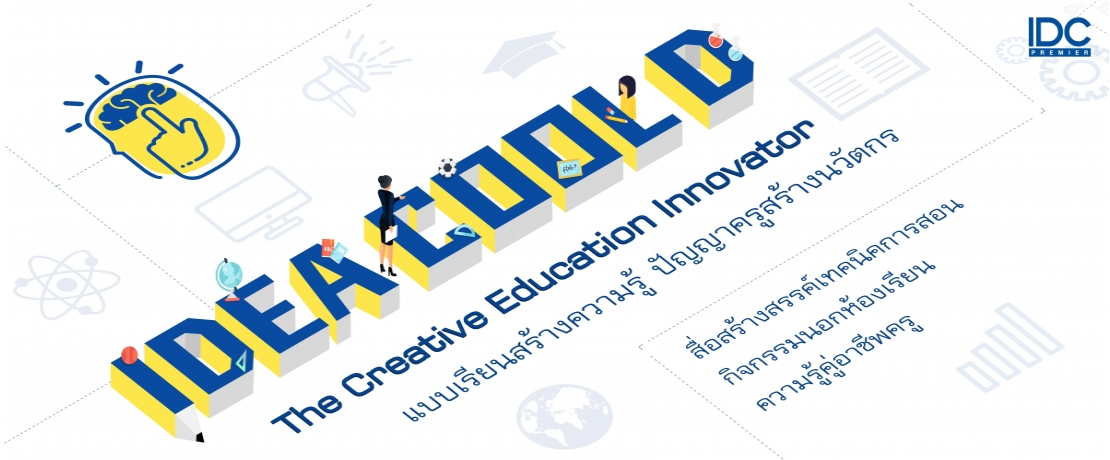 IDC
PREMIER
IDEA COOL D
The Creative Education Innovator
แบบเรียนสร้างความรู้ ปัญญาครูสร้างนวัตกร
สื่อสร้างสรรค์เทคนิคการสอน
กิจกรรมนอกห้องเรียน
ความรู้คู่อาชีพครู